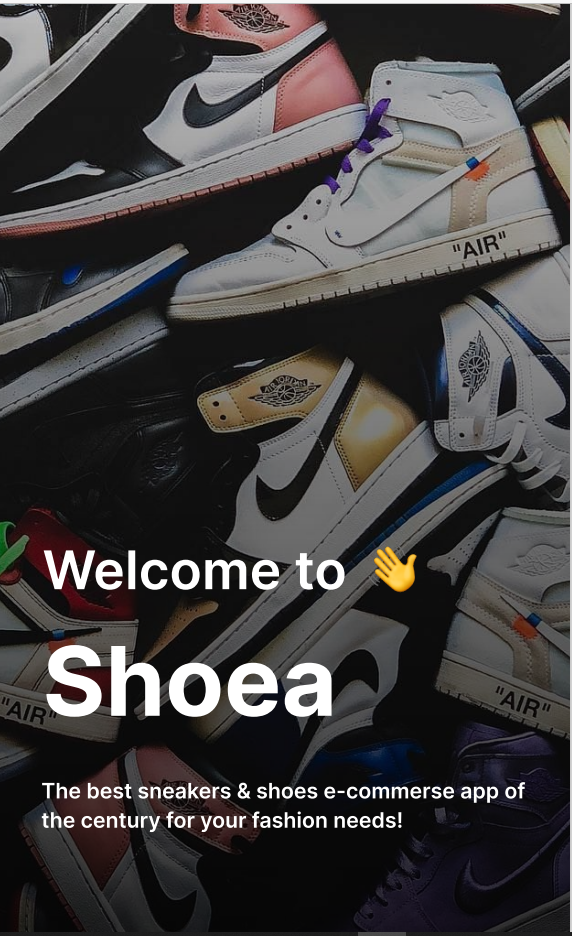 "AIR"
Welcome to 👋
Shoea
"AIR"
"AIR"
The best sneakers & shoes e-commerse app of
the century for your fashion needs!